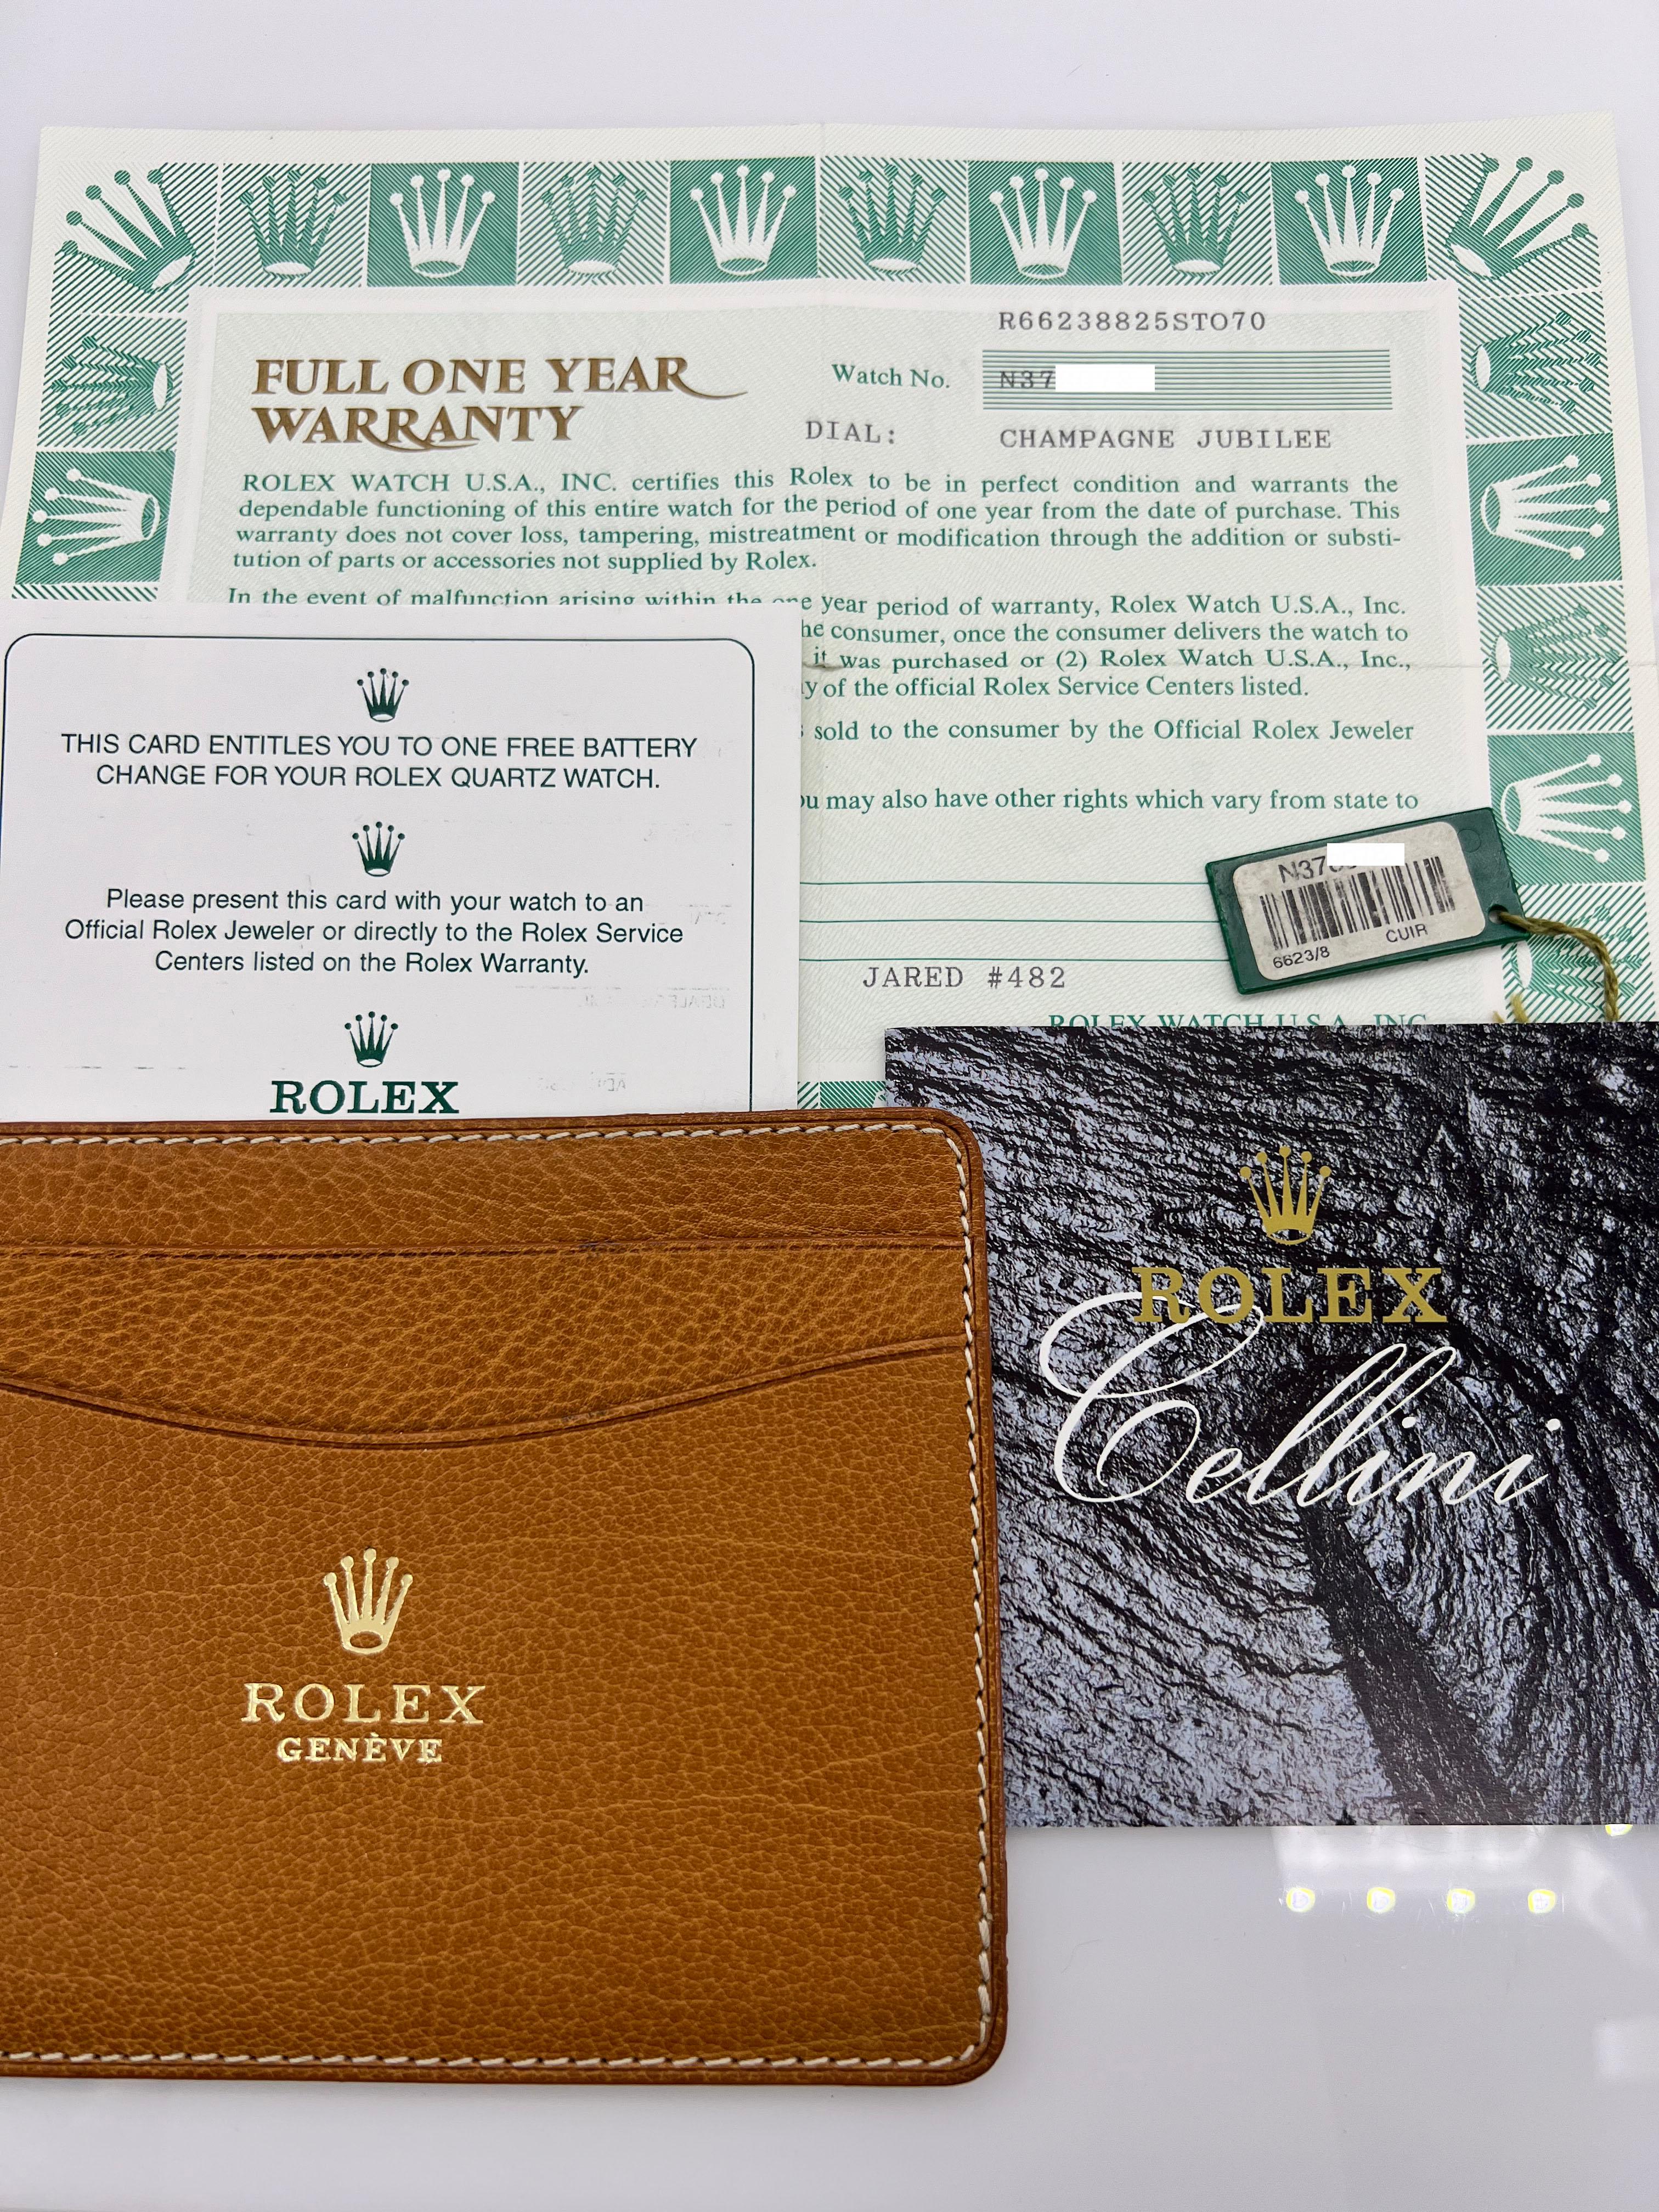 R66238825STO70
FULL ONE YEAR
WARRANTY
Watch No.
N37
DIAL:
CHAMPAGNE JUBILEE
ROLEX WATCH U.S.A., INC. certifies this Rolex to be in perfect condition and warrants the
dependable functioning of this entire watch for the period of one year from the date of purchase. This
warranty does not cover loss, tampering, mistreatment or modification through the addition or substi-
tution of parts or accessories not supplied by Rolex.
In the event of malfunction arising within the one year period of warranty, Rolex Watch U.S.A., Inc.
consumer, once the consumer delivers the watch to
it was purchased or (2) Rolex Watch U.S.A., Inc.,
of the official Rolex Service Centers listed.
sold to the consumer by the Official Rolex Jeweler
may also have other rights which vary from state to
THIS CARD ENTITLES YOU TO ONE FREE BATTERY
CHANGE FOR YOUR ROLEX QUARTZ WATCH.
Please present this card with your watch to an
Official Rolex Jeweler or directly to the Rolex Service
Centers listed on the Rolex Warranty.
ROLEX
N37
6623/8
CUIR
JARED #482
ROLEX WATCH U.S.A., INC.
ROLEX
Cellini
ROLEX
GENÈVE